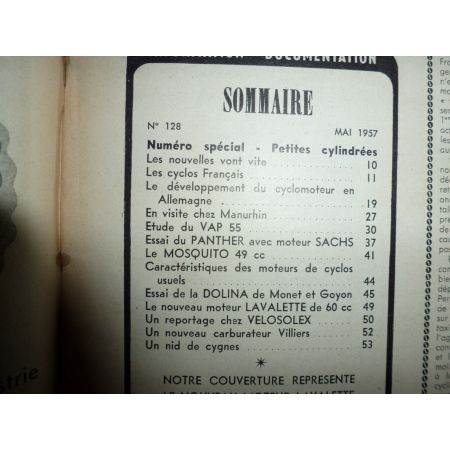 DOCUMENTATION
SOMMAIRE
N° 128 MAI 1957
Numéro spécial - Petites cylindrées
Les nouvelles vont vite 10
Les cyclos Français 11
Le développement du cyclomoteur en
Allemagne 19
En visite chez Manurhin 27
Etude du VAP 55 30
Essai du PANTHER avec moteur SACHS 37
Le MOSQUITO 49 cc 41
Caractéristiques des moteurs de cyclos
usuels 44
Essai de la DOLINA de Monet et Goyon 45
Le nouveau moteur LAVALETTE de 60 cc 49
Un reportage chez VELOSOLEX 50
Un nouveau carburateur Villiers 52
Un nid de cygnes 53
NOTRE COUVERTURE REPRESENTE
LE NOUVEAU MOTEUR LAVALETTE